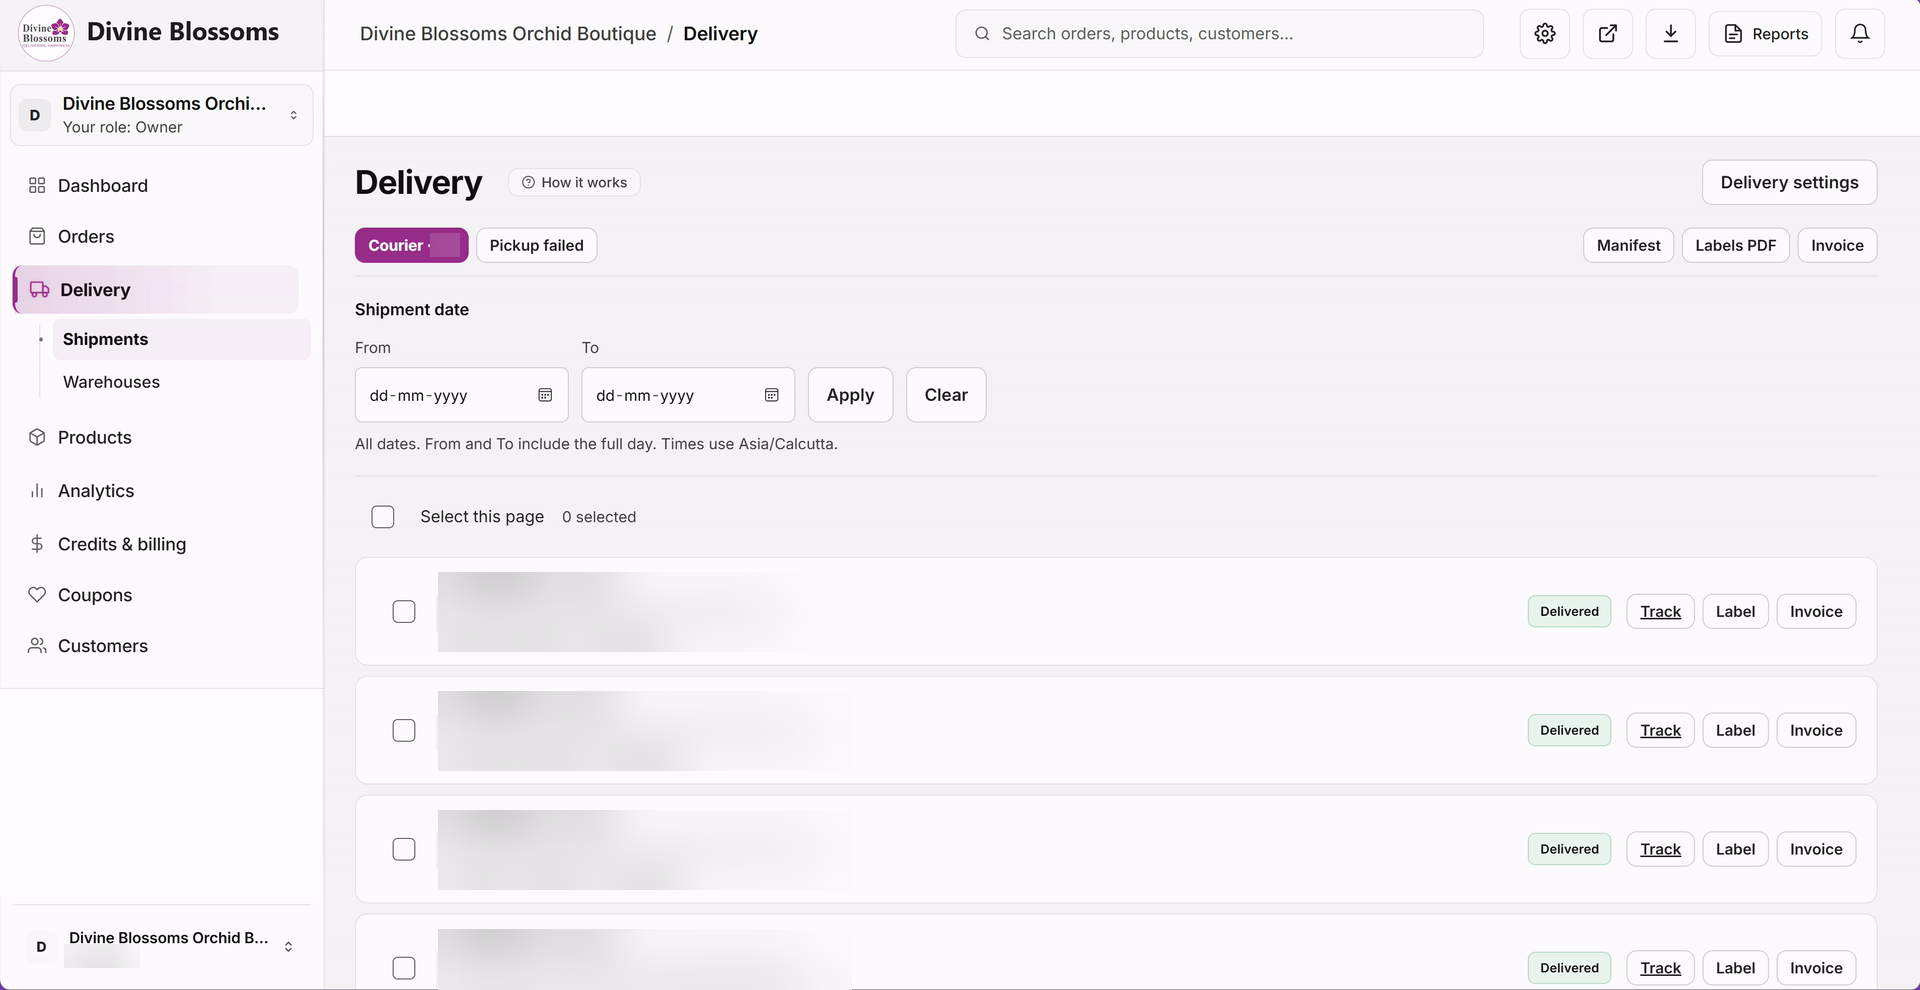 Divine Blossoms
DELIVERING HAPPINESS
Divine Blossoms
Divine Blossoms Orchid Boutique / Delivery
Search orders, products, customers...
Reports
D
Divine Blossoms Orchi...
Your role: Owner
Dashboard
Orders
Delivery
Shipments
Warehouses
Products
Analytics
Credits & billing
Coupons
Customers
D
Divine Blossoms Orchid B...
Delivery
How it works
Delivery settings
Courier ·
Pickup failed
Manifest
Labels PDF
Invoice
Shipment date
From
To
dd-mm-yyyy
dd-mm-yyyy
Apply
Clear
All dates. From and To include the full day. Times use Asia/Calcutta.
Select this page
0 selected
Delivered Track Label Invoice
Delivered Track Label Invoice
Delivered Track Label Invoice
Delivered Track Label Invoice